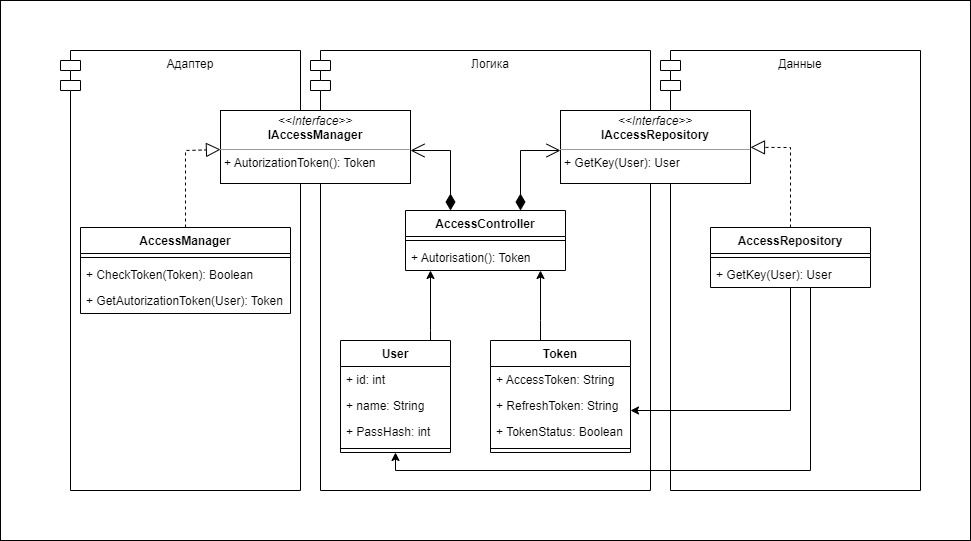 Адаптер
Логика
Данные
<<Interface>>
IAccessManager
+ AutorizationToken(): Token
<<Interface>>
IAccessRepository
+ GetKey(User): User
AccessManager
+ CheckToken(Token): Boolean
+ GetAutorizationToken(User): Token
AccessController
+ Autorisation(): Token
AccessRepository
+ GetKey(User): User
User
+ id: int
+ name: String
+ PassHash: int
Token
+ AccessToken: String
+ RefreshToken: String
+ TokenStatus: Boolean